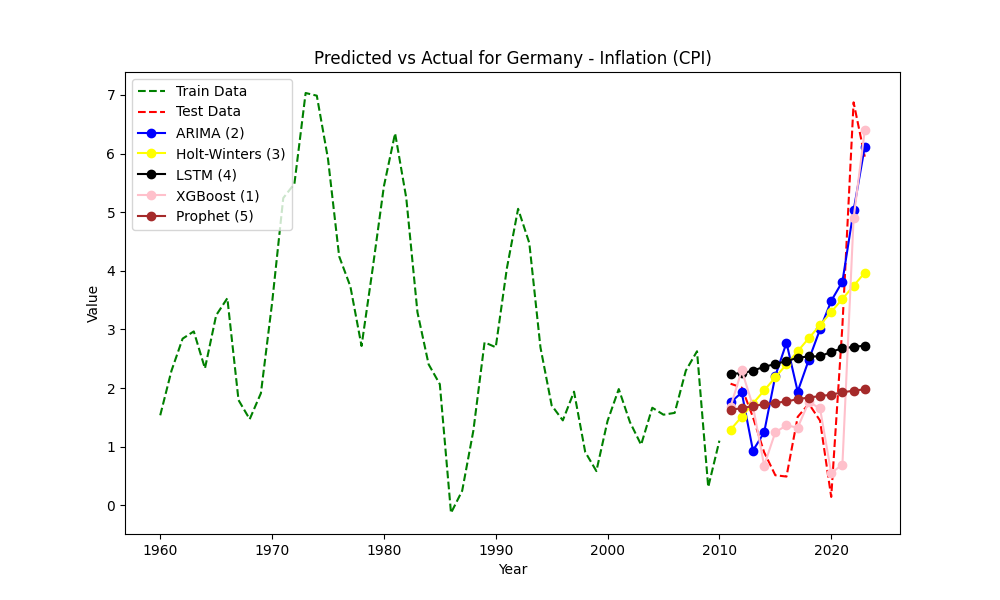 Predicted vs Actual for Germany - Inflation (CPI)
Train Data
Test Data
ARIMA (2)
Holt-Winters (3)
LSTM (4)
XGBoost (1)
Prophet (5)
7
6
5
4
3
2
1
0
Value
1960 1970 1980 1990 2000 2010 2020
Year